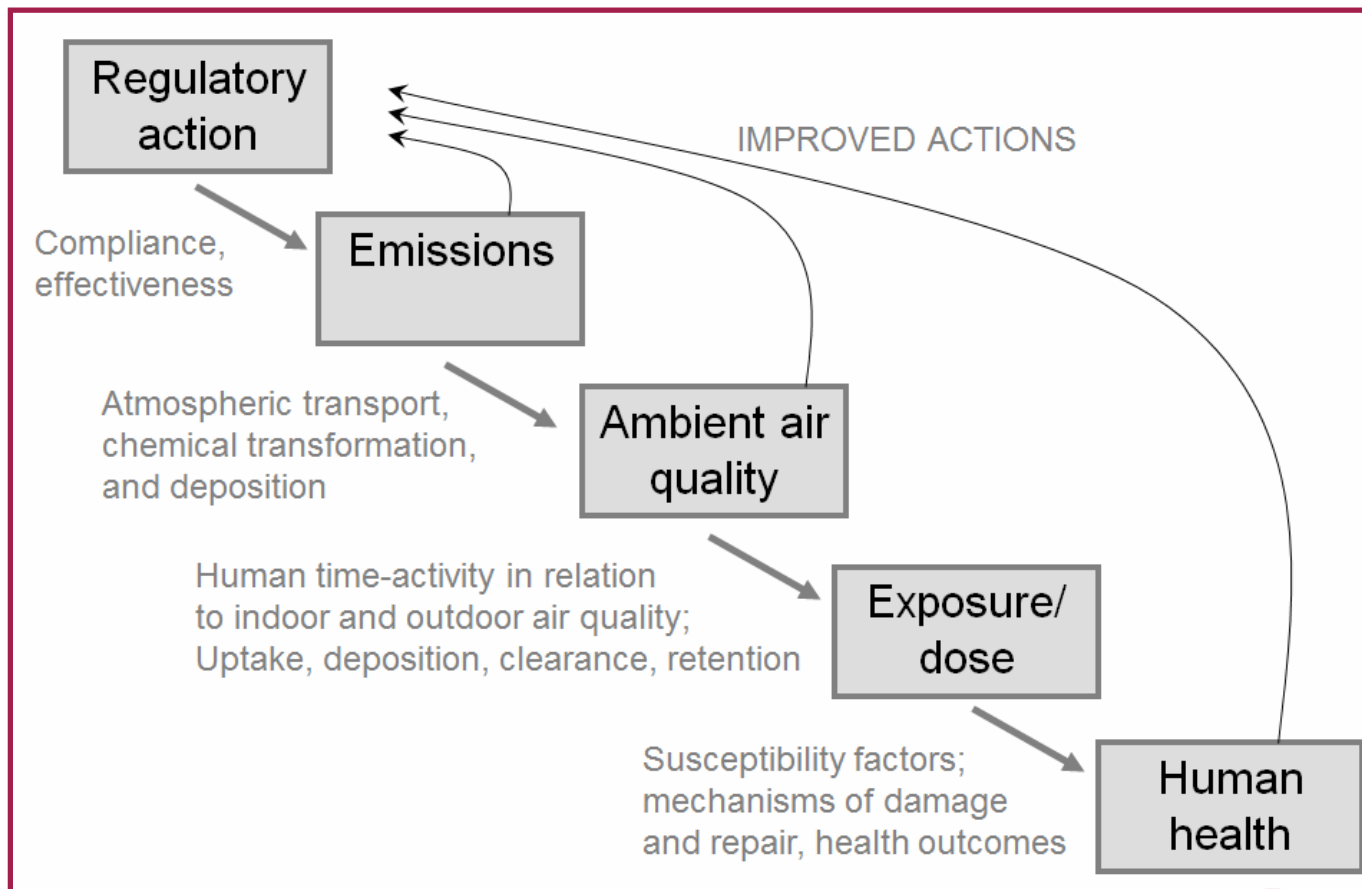 Regulatory
action
IMPROVED ACTIONS
Compliance,
effectiveness
Emissions
Atmospheric transport,
chemical transformation,
and deposition
Ambient air
quality
Human time-activity in relation
to indoor and outdoor air quality;
Uptake, deposition, clearance, retention
Exposure/
dose
Susceptibility factors;
mechanisms of damage
and repair, health outcomes
Human
health